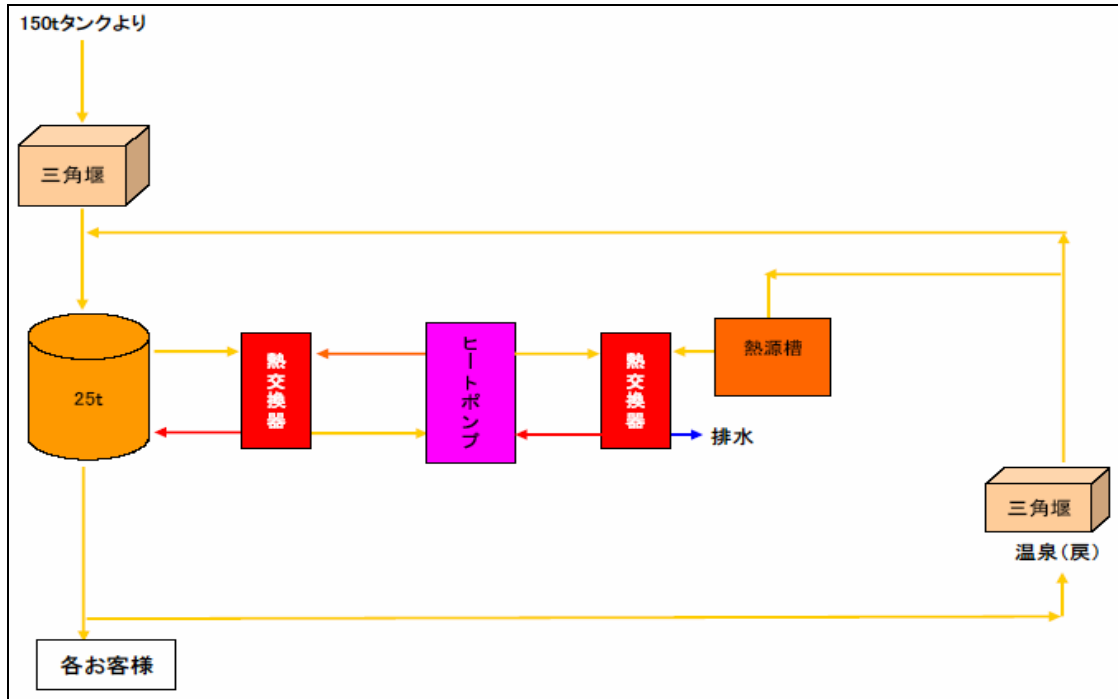 150tタンクより
三角堰
25t
熱交換器
ヒートポンプ
熱交換器
熱源槽
排水
三角堰
温泉(戻)
各お客様